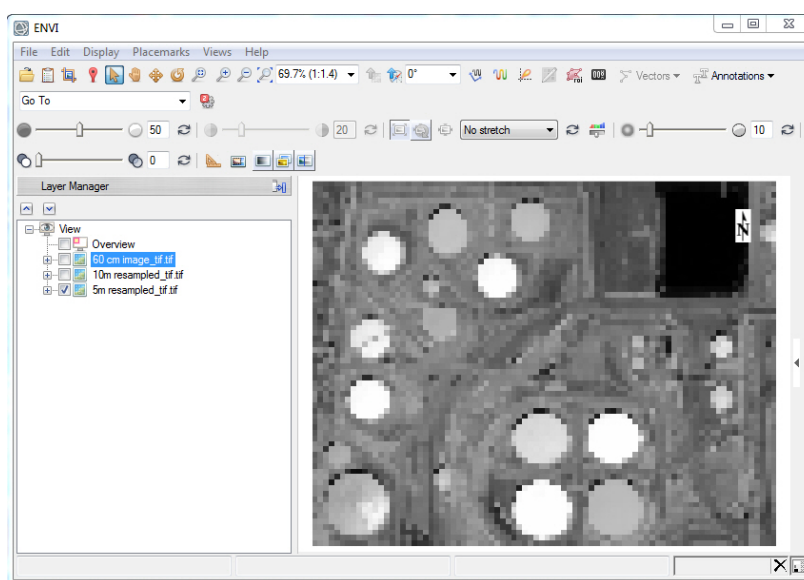 ENVI
File Edit Display Placemarks Views Help
69.7% (1:1.4) 0° Vectors Annotations
Go To
50 20 No stretch 10
0
Layer Manager
View
Overview
60 cm image_tif.tif
10m resampled_tif.tif
5m resampled_tif.tif
N